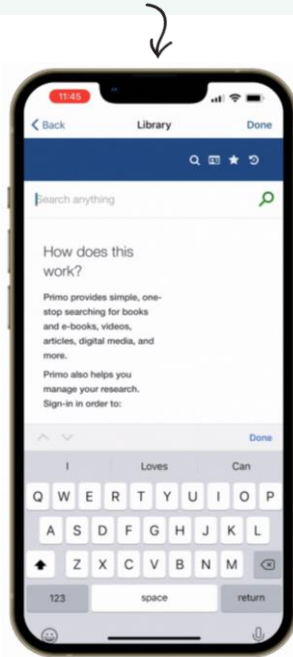 11:45
Back Library Done
Search anything
How does this
work?
Primo provides simple, one-
stop searching for books
and e-books, videos,
articles, digital media, and
more.
Primo also helps you
manage your research.
Sign-in in order to:
Done
I Loves Can
Q W E R T Y U I O P
A S D F G H J K L
Z X C V B N M
123 space return